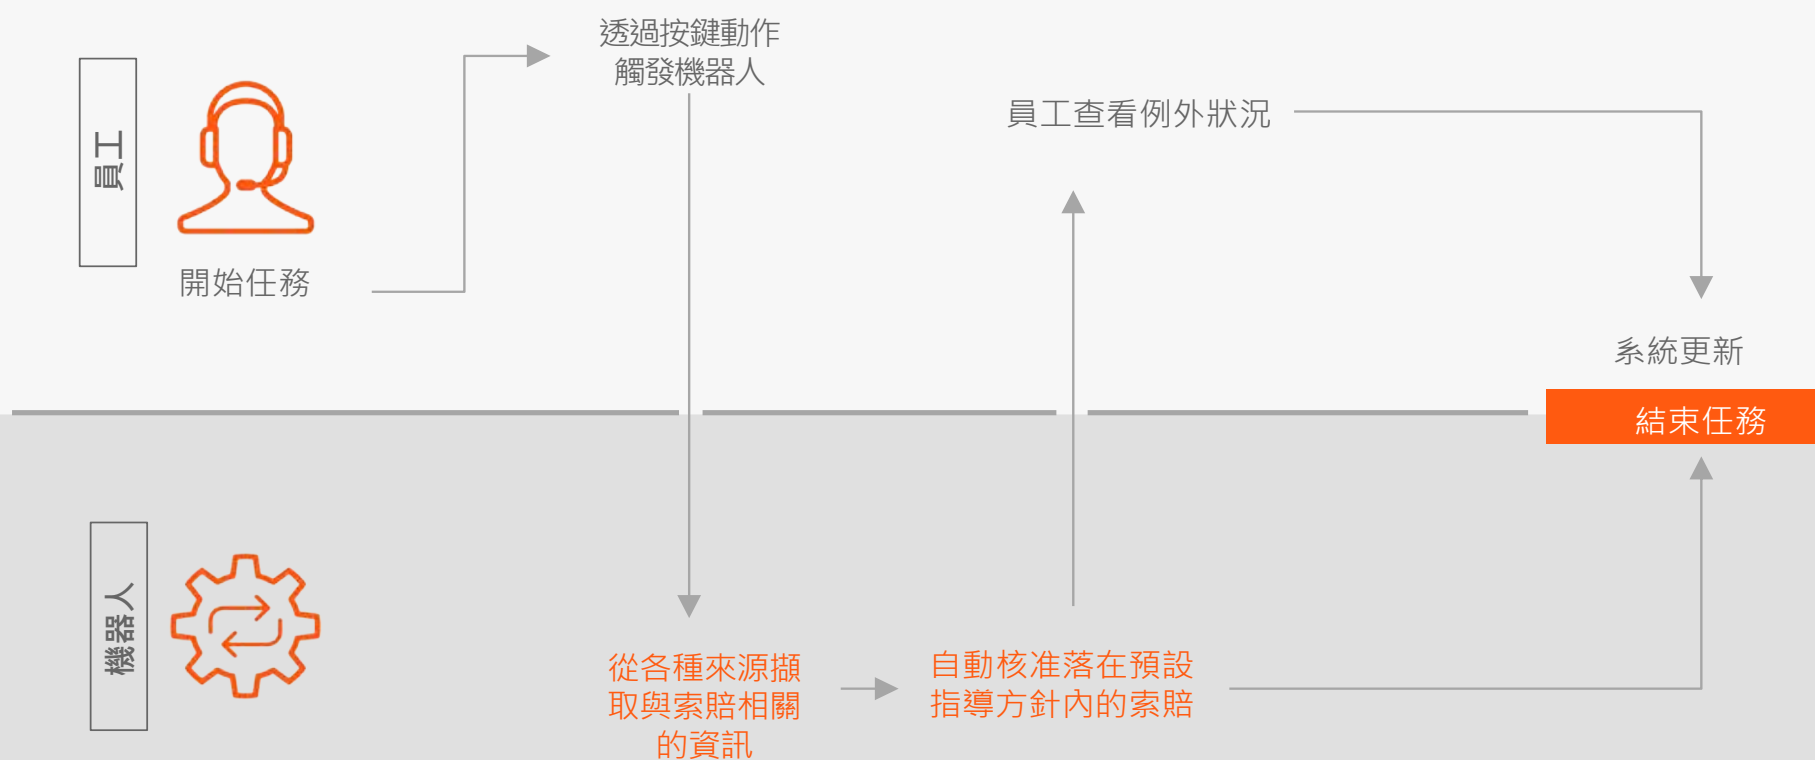 員工
開始任務
透過按鍵動作
觸發機器人
員工查看例外狀況
系統更新
結束任務
機器人
從各種來源擷
取與索賠相關
的資訊
自動核准落在預設
指導方針內的索賠